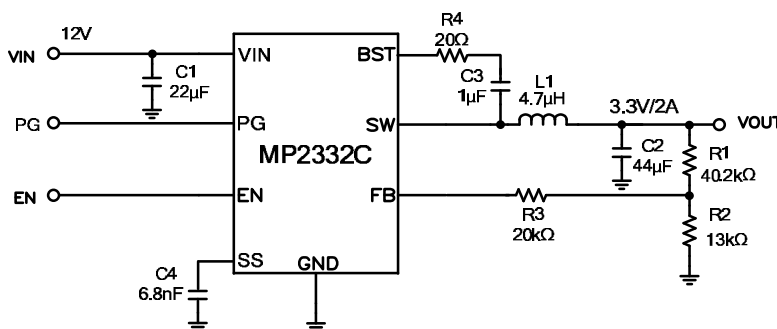 12V
VIN
C1
22µF
VIN
BST
R4
20Ω
C3
1µF
L1
4.7µH
3.3V/2A
VOUT
PG
PG
SW
MP2332C
C2
44µF
R1
40.2kΩ
EN
EN
FB
R3
20kΩ
R2
13kΩ
C4
6.8nF
SS
GND